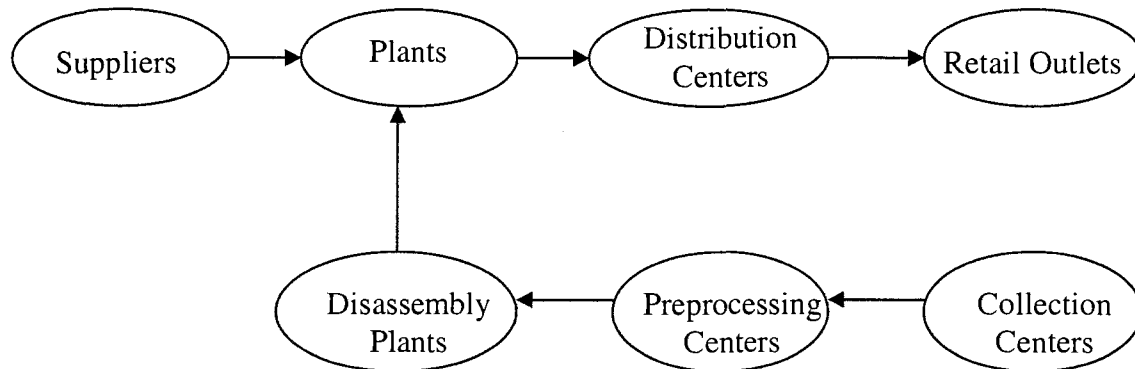 Suppliers
Plants
Distribution
Centers
Retail Outlets
Disassembly
Plants
Preprocessing
Centers
Collection
Centers